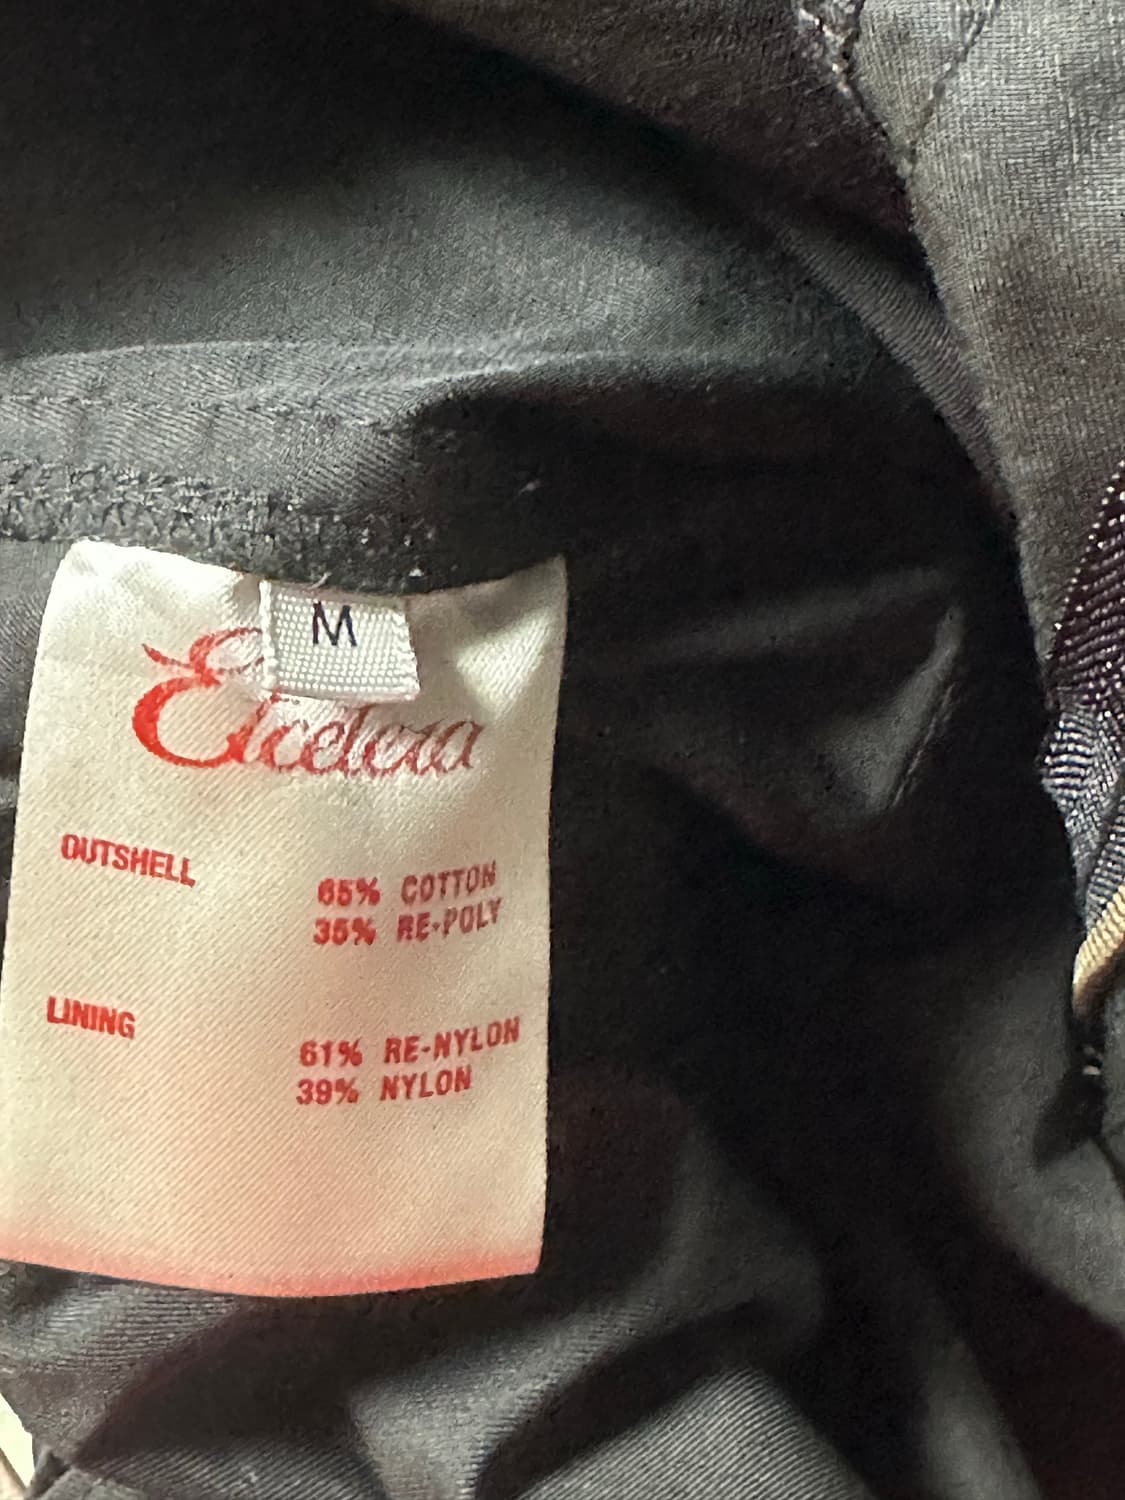 M
Etcetera
OUTSHELL
65% COTTON
35% RE-POLY
LINING
61% RE-NYLON
39% NYLON